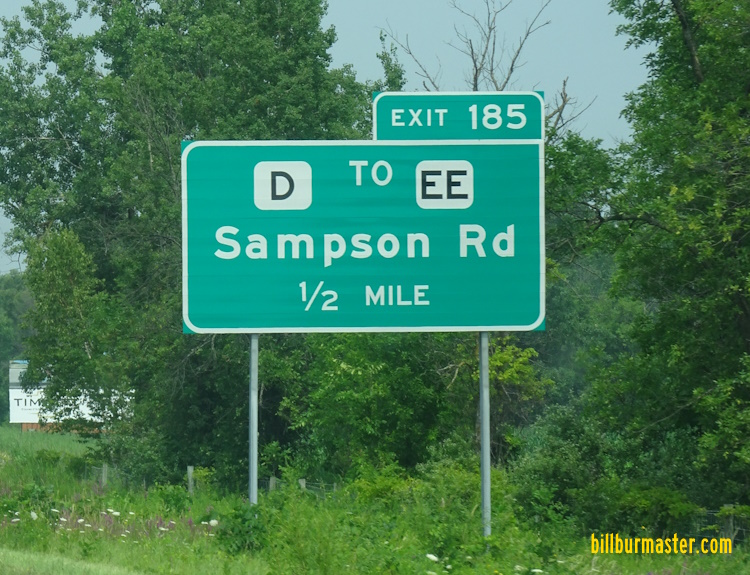 EXIT 185
D TO EE
Sampson Rd
1/2 MILE
billburmaster.com